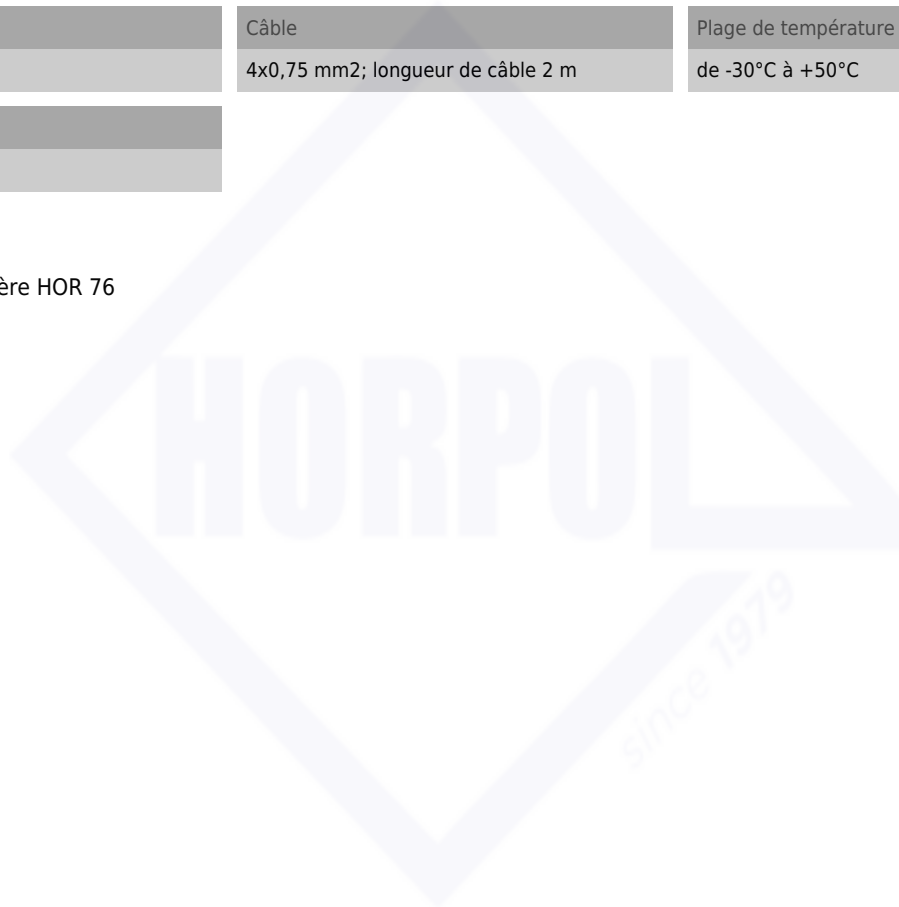 Câble
Plage de température
4x0,75 mm2; longueur de câble 2 m
de -30°C à +50°C
ère HOR 76
HORPOL
since 1979